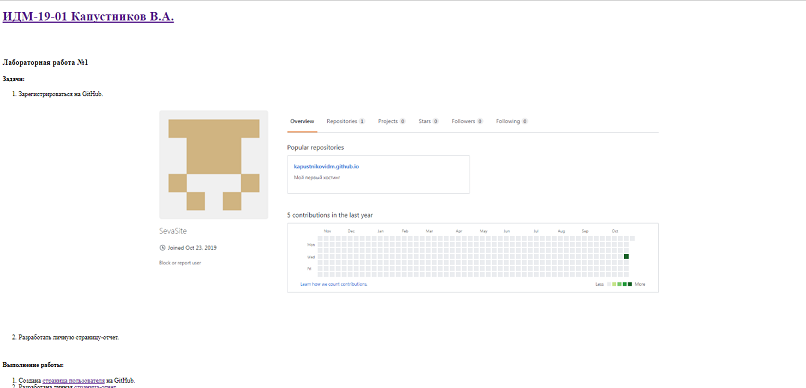 ИДМ-19-01 Капустников В.А.
Лабораторная работа №1
Задачи:
1. Зарегистрироваться на GitHub.
Overview Repositories 1 Projects 0 Stars 0 Followers 0 Following 0
Popular repositories
kapustnikovidm.github.io
Мой первый хостинг
5 contributions in the last year
Nov Dec Jan Feb Mar Apr May Jun Jul Aug Sep Oct
Mon
Wed
Fri
Learn how we count contributions.
Less More
SevaSite
Joined Oct 23, 2019
Block or report user
2. Разработать личную страницу-отчет.
Выполнение работы:
1. Создана страница пользователя на GitHub.
2. Разработана личная страница-отчет.